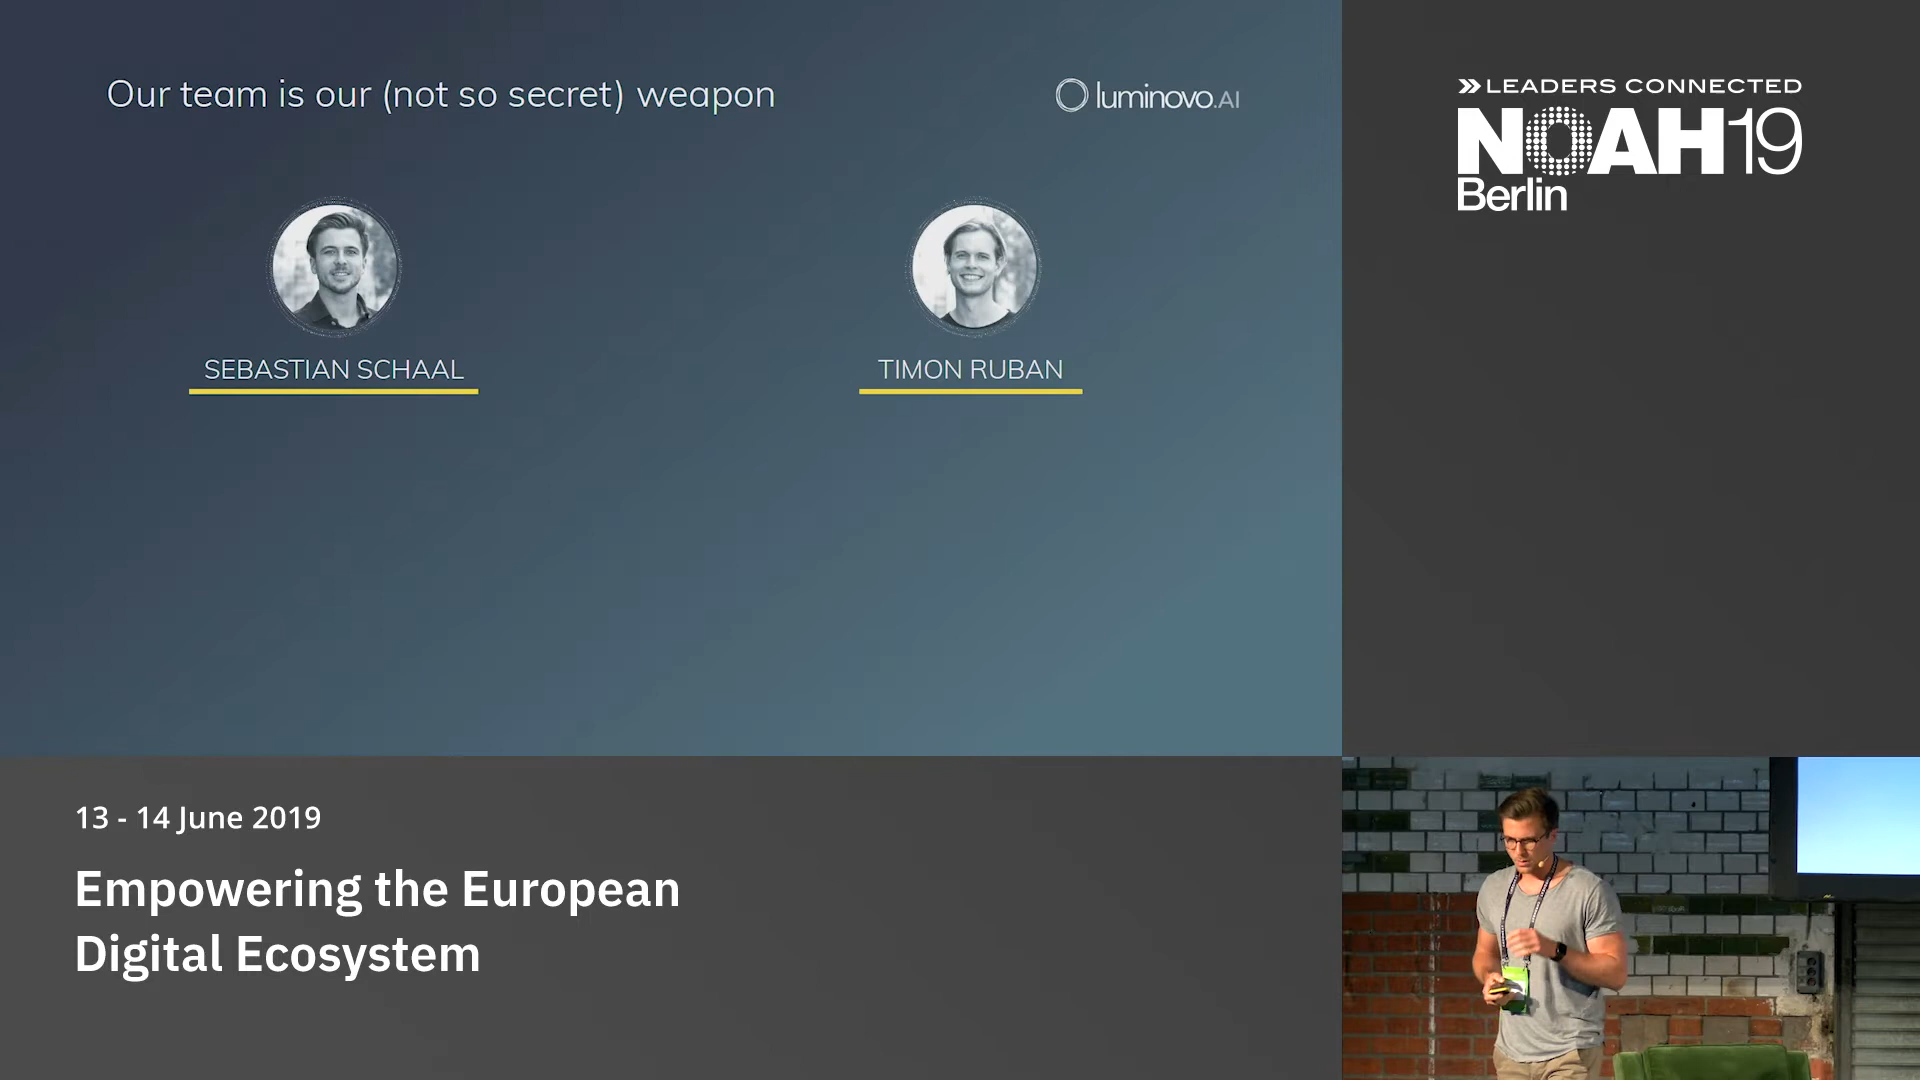 Our team is our (not so secret) weapon
luminovo.AI
SEBASTIAN SCHAAL
TIMON RUBAN
LEADERS CONNECTED
NOAH19
Berlin
13 - 14 June 2019
Empowering the European
Digital Ecosystem